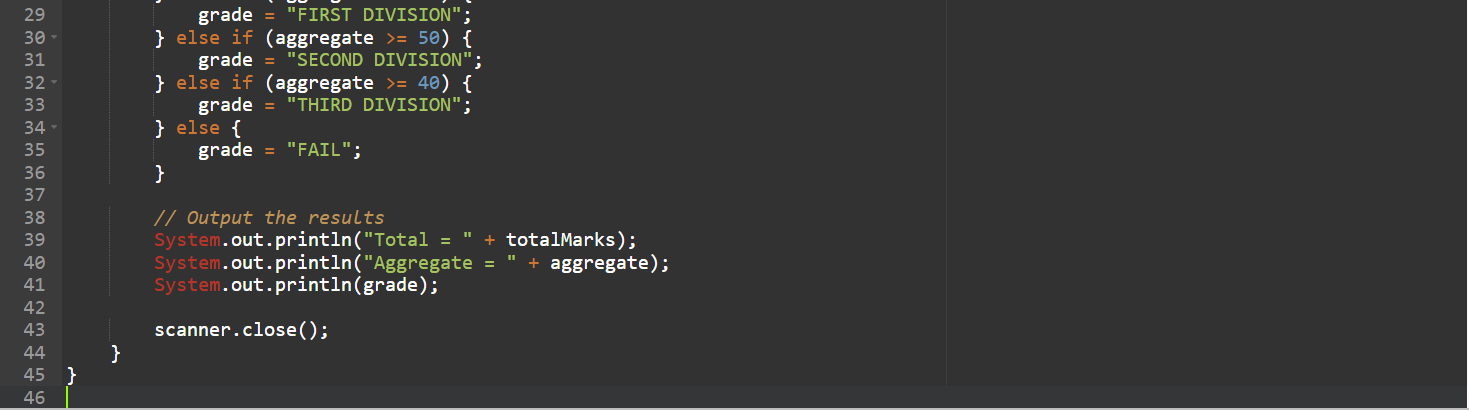 29 grade = "FIRST DIVISION";
30 } else if (aggregate >= 50) {
31 grade = "SECOND DIVISION";
32 } else if (aggregate >= 40) {
33 grade = "THIRD DIVISION";
34 } else {
35 grade = "FAIL";
36 }
37
38 // Output the results
39 System.out.println("Total = " + totalMarks);
40 System.out.println("Aggregate = " + aggregate);
41 System.out.println(grade);
42
43 scanner.close();
44 }
45 }
46